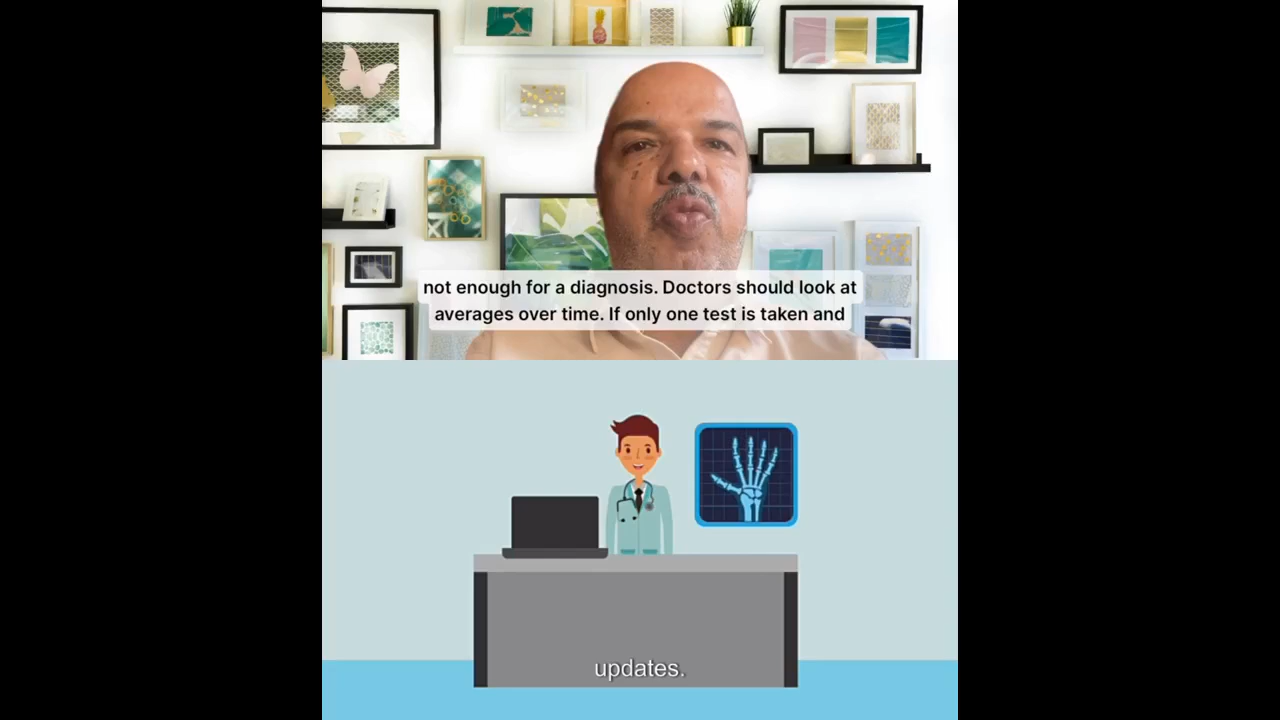 not enough for a diagnosis. Doctors should look at
averages over time. If only one test is taken and
updates.